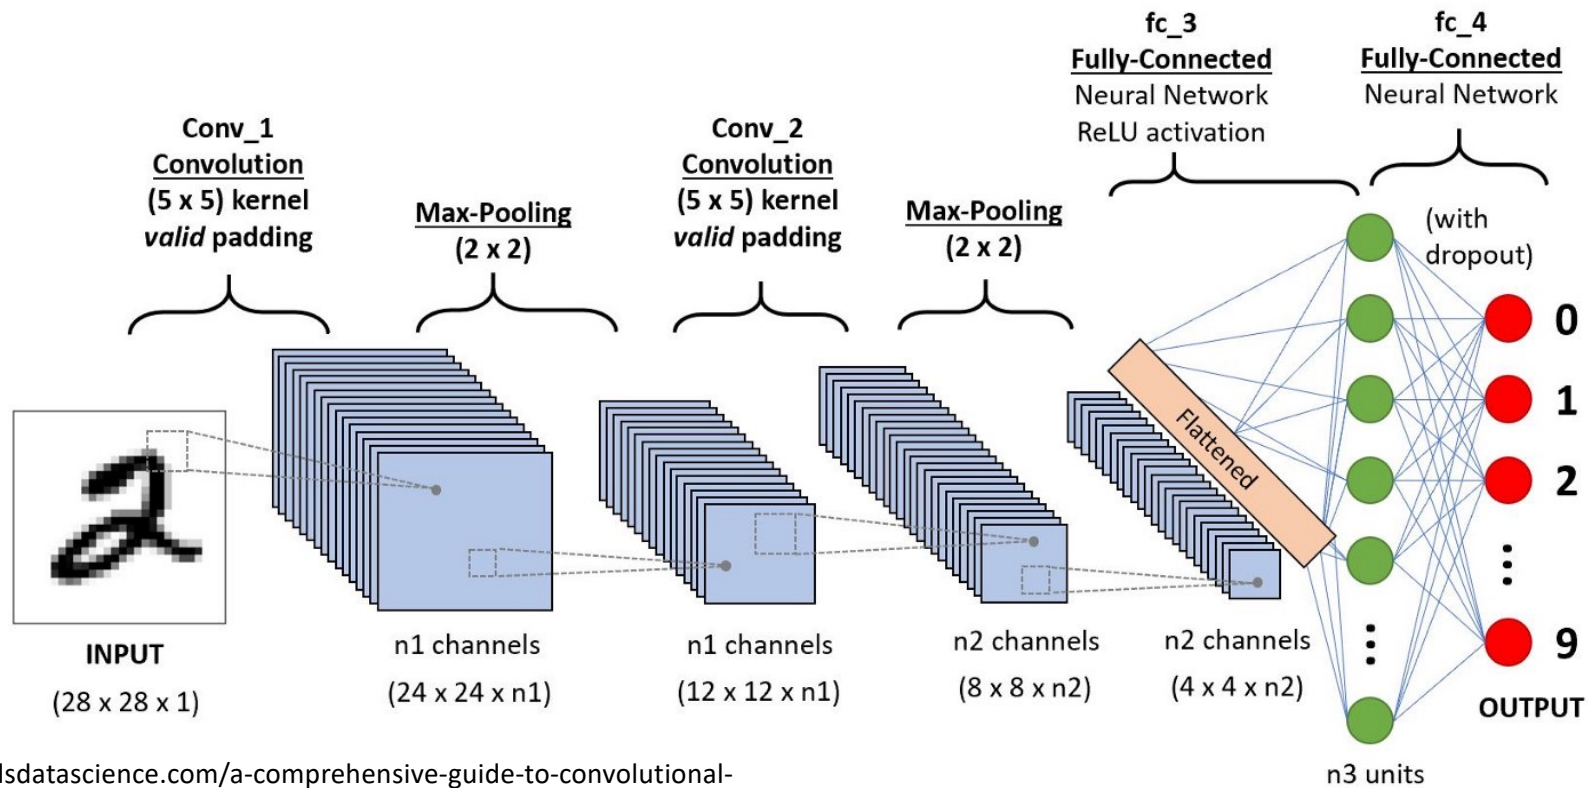 Conv_1
Convolution
(5 x 5) kernel
valid padding
Max-Pooling
(2 x 2)
Conv_2
Convolution
(5 x 5) kernel
valid padding
Max-Pooling
(2 x 2)
fc_3
Fully-Connected
Neural Network
ReLU activation
fc_4
Fully-Connected
Neural Network
(with
dropout)
Flattened
0
1
2
9
OUTPUT
INPUT
(28 x 28 x 1)
n1 channels
(24 x 24 x n1)
n1 channels
(12 x 12 x n1)
n2 channels
(8 x 8 x n2)
n2 channels
(4 x 4 x n2)
n3 units
2
lsdatascience.com/a-comprehensive-guide-to-convolutional-